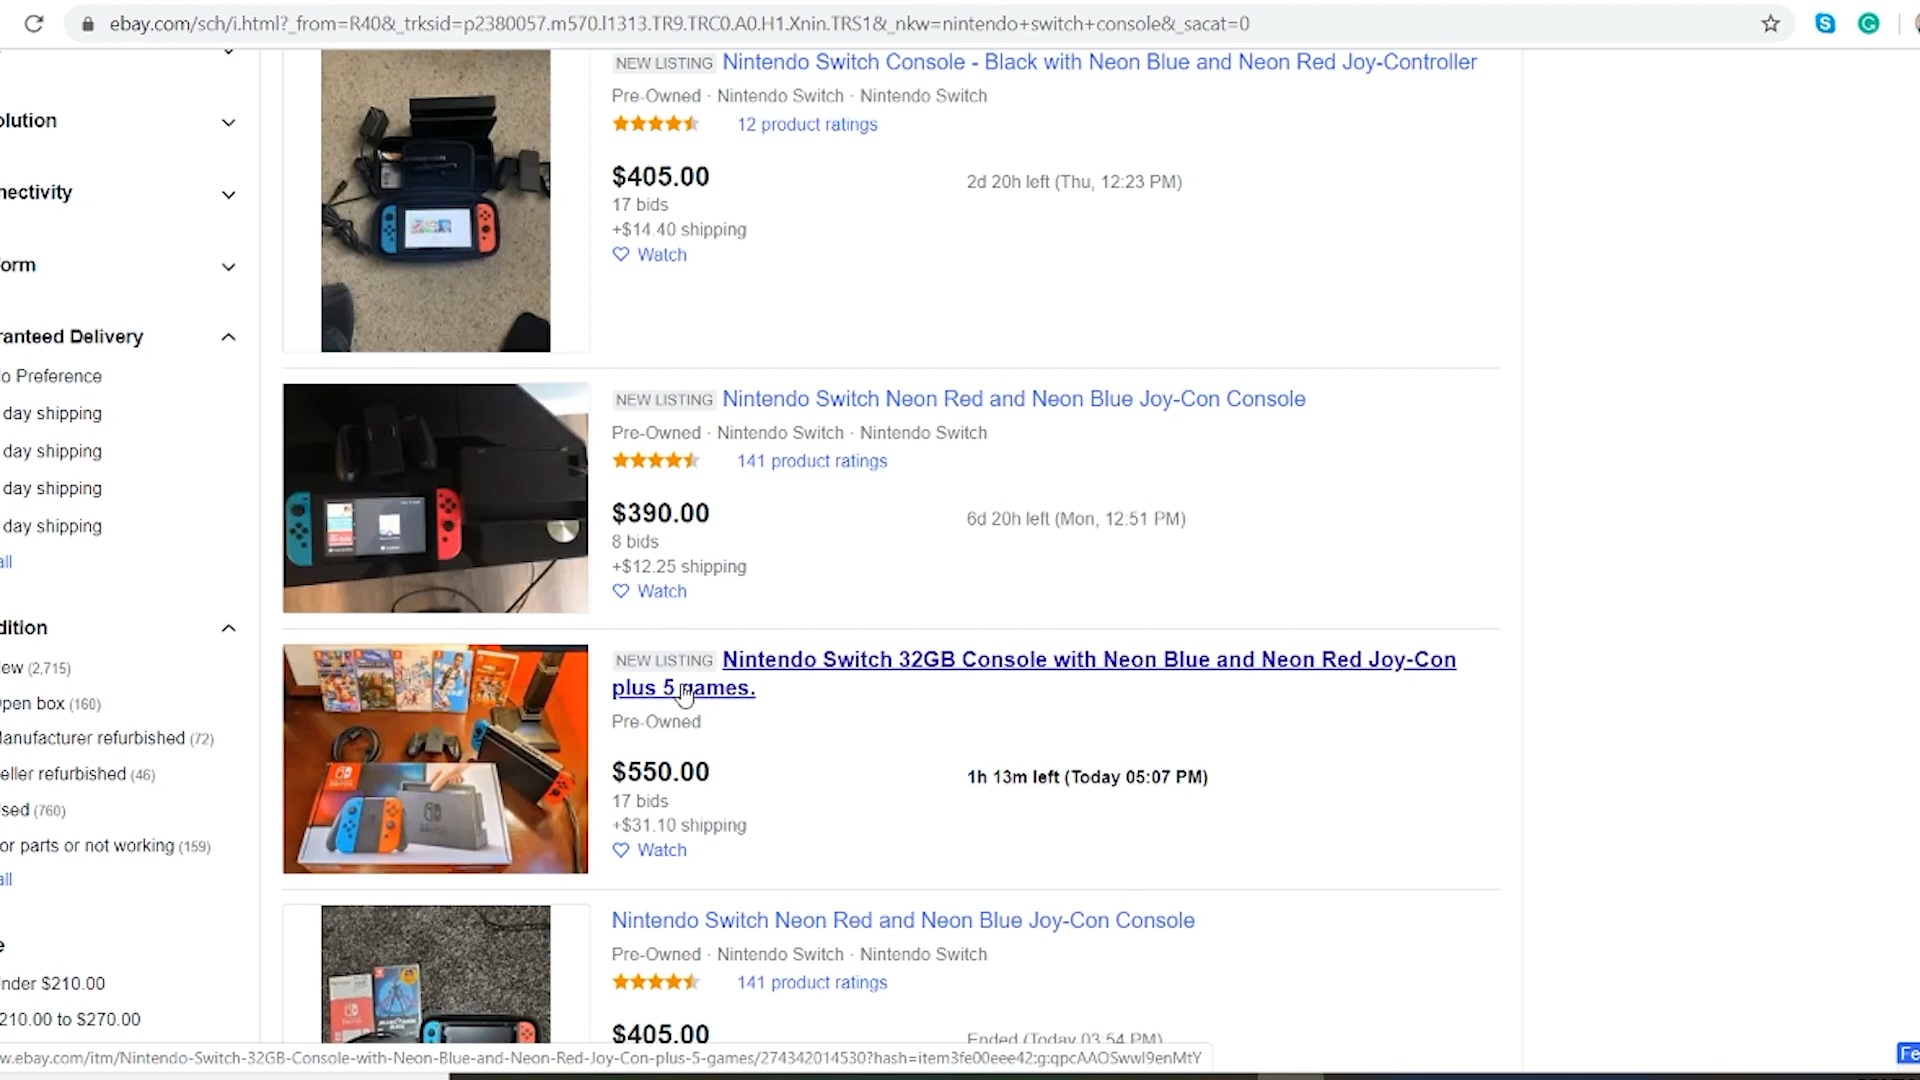 ebay.com/sch/i.html?_from=R40&_trksid=p2380057.m570.l1313.TR9.TRC0.A0.H1.Xnin.TRS1&_nkw=nintendo+switch+console&_sacat=0
olution
nectivity
orm
ranteed Delivery
o Preference
day shipping
day shipping
day shipping
day shipping
all
dition
ew (2,715)
pen box (160)
anufacturer refurbished (72)
eller refurbished (46)
sed (760)
or parts or not working (159)
all
e
nder $210.00
210.00 to $270.00
NEW LISTING Nintendo Switch Console - Black with Neon Blue and Neon Red Joy-Controller
Pre-Owned · Nintendo Switch · Nintendo Switch
12 product ratings
$405.00
2d 20h left (Thu, 12:23 PM)
17 bids
+$14.40 shipping
Watch
NEW LISTING Nintendo Switch Neon Red and Neon Blue Joy-Con Console
Pre-Owned · Nintendo Switch · Nintendo Switch
141 product ratings
$390.00
6d 20h left (Mon, 12:51 PM)
8 bids
+$12.25 shipping
Watch
NEW LISTING Nintendo Switch 32GB Console with Neon Blue and Neon Red Joy-Con
plus 5 games.
Pre-Owned
$550.00
1h 13m left (Today 05:07 PM)
17 bids
+$31.10 shipping
Watch
Nintendo Switch Neon Red and Neon Blue Joy-Con Console
Pre-Owned · Nintendo Switch · Nintendo Switch
141 product ratings
$405.00
Ended (Today 03:54 PM)
w.ebay.com/itm/Nintendo-Switch-32GB-Console-with-Neon-Blue-and-Neon-Red-Joy-Con-plus-5-games/274342014530?hash=item3fe00eee42:g:qpcAAOSwwl9enMtY
Fe